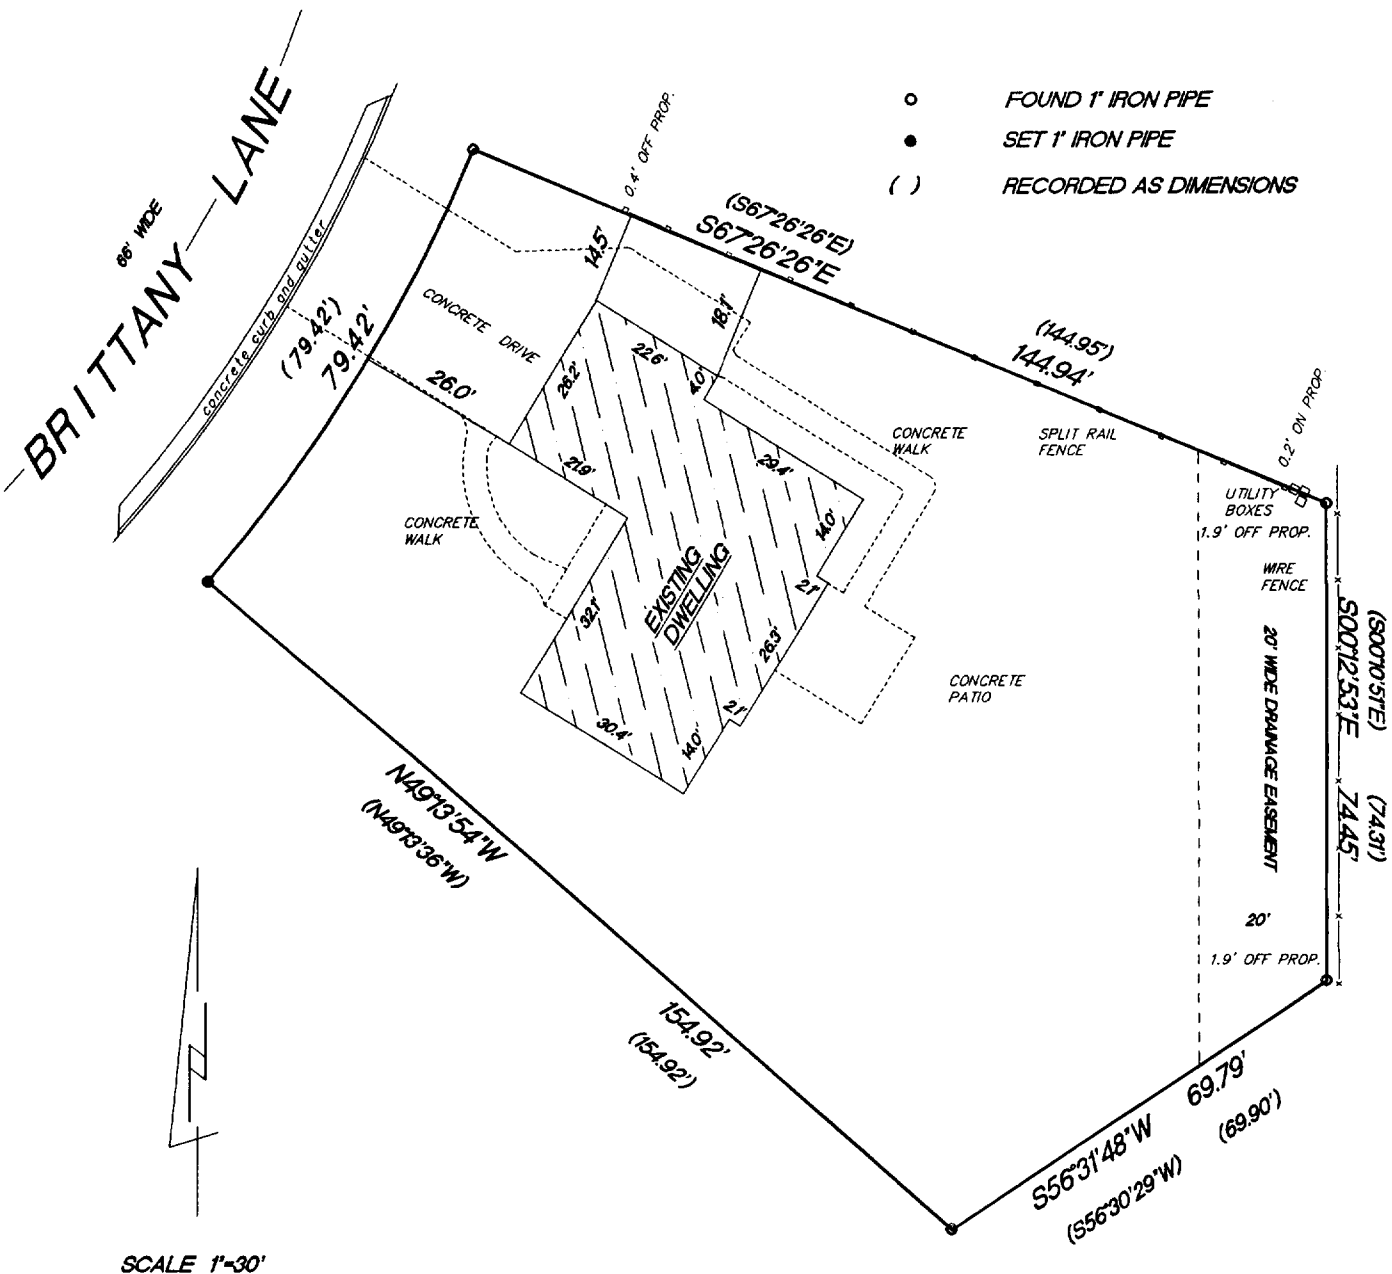 FOUND 1" IRON PIPE
SET 1" IRON PIPE
( ) RECORDED AS DIMENSIONS
BRITTANY LANE
66' WIDE
concrete curb and gutter
(79.42')
79.42'
0.4' OFF PROP.
(S67°26'26"E)
S67°26'26"E
(144.95')
144.94'
14.5'
18.1'
CONCRETE DRIVE
26.0'
26.2'
22.6'
4.0'
21.9'
29.4'
14.0'
2.1'
26.3'
2.1'
14.0'
30.4'
32.1'
EXISTING
DWELLING
CONCRETE
WALK
CONCRETE
WALK
SPLIT RAIL
FENCE
0.2' ON PROP
UTILITY
BOXES
1.9' OFF PROP.
WIRE
FENCE
CONCRETE
PATIO
20' WIDE DRAINAGE EASEMENT
(S00°10'51"E)
S00°12'53"E
(74.31')
74.45'
20'
1.9' OFF PROP.
N49°13'54"W
(N49°13'36"W)
154.92'
(154.92')
69.79'
(69.90')
S56°31'48"W
(S56°30'29"W)
SCALE 1"=30'